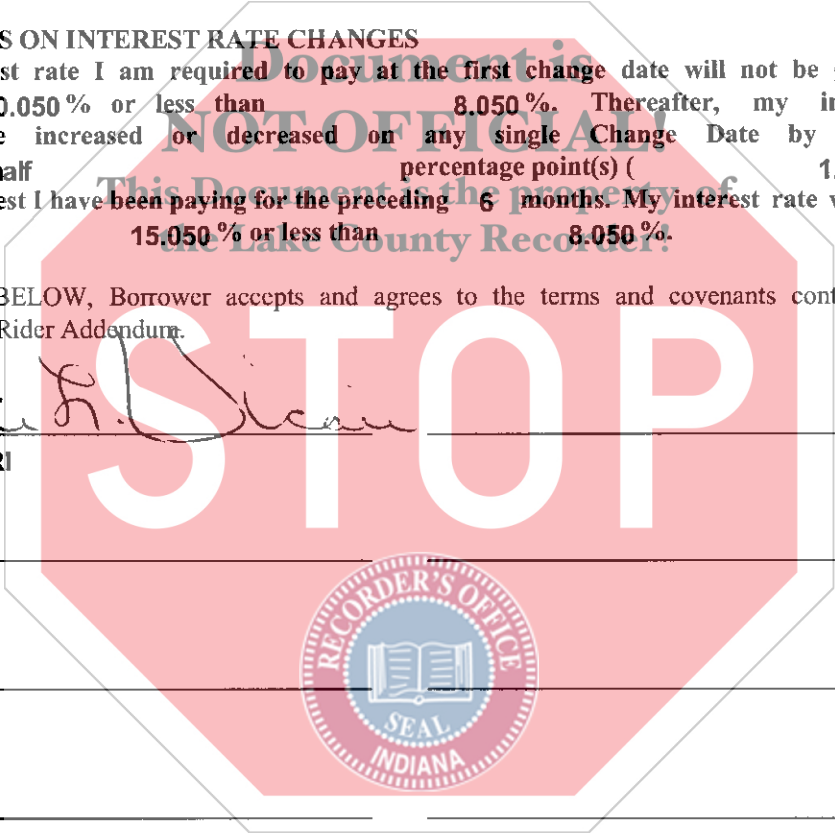 S ON INTEREST RATE CHANGES
st rate I am required to pay at the first change date will not be
0.050 % or less than 8.050 %. Thereafter, my in
e increased or decreased on any single Change Date by
alf percentage point(s) ( 1.
est I have been paying for the preceding 6 months. My interest rate
15.050 % or less than 8.050 %.
BELOW, Borrower accepts and agrees to the terms and covenants cont
Rider Addendum.
RI
Document is
NOT OFFICIAL!
This Document is the property of
the Lake County Recorder!
STOP
RECORDER'S OFFICE
SEAL
INDIANA